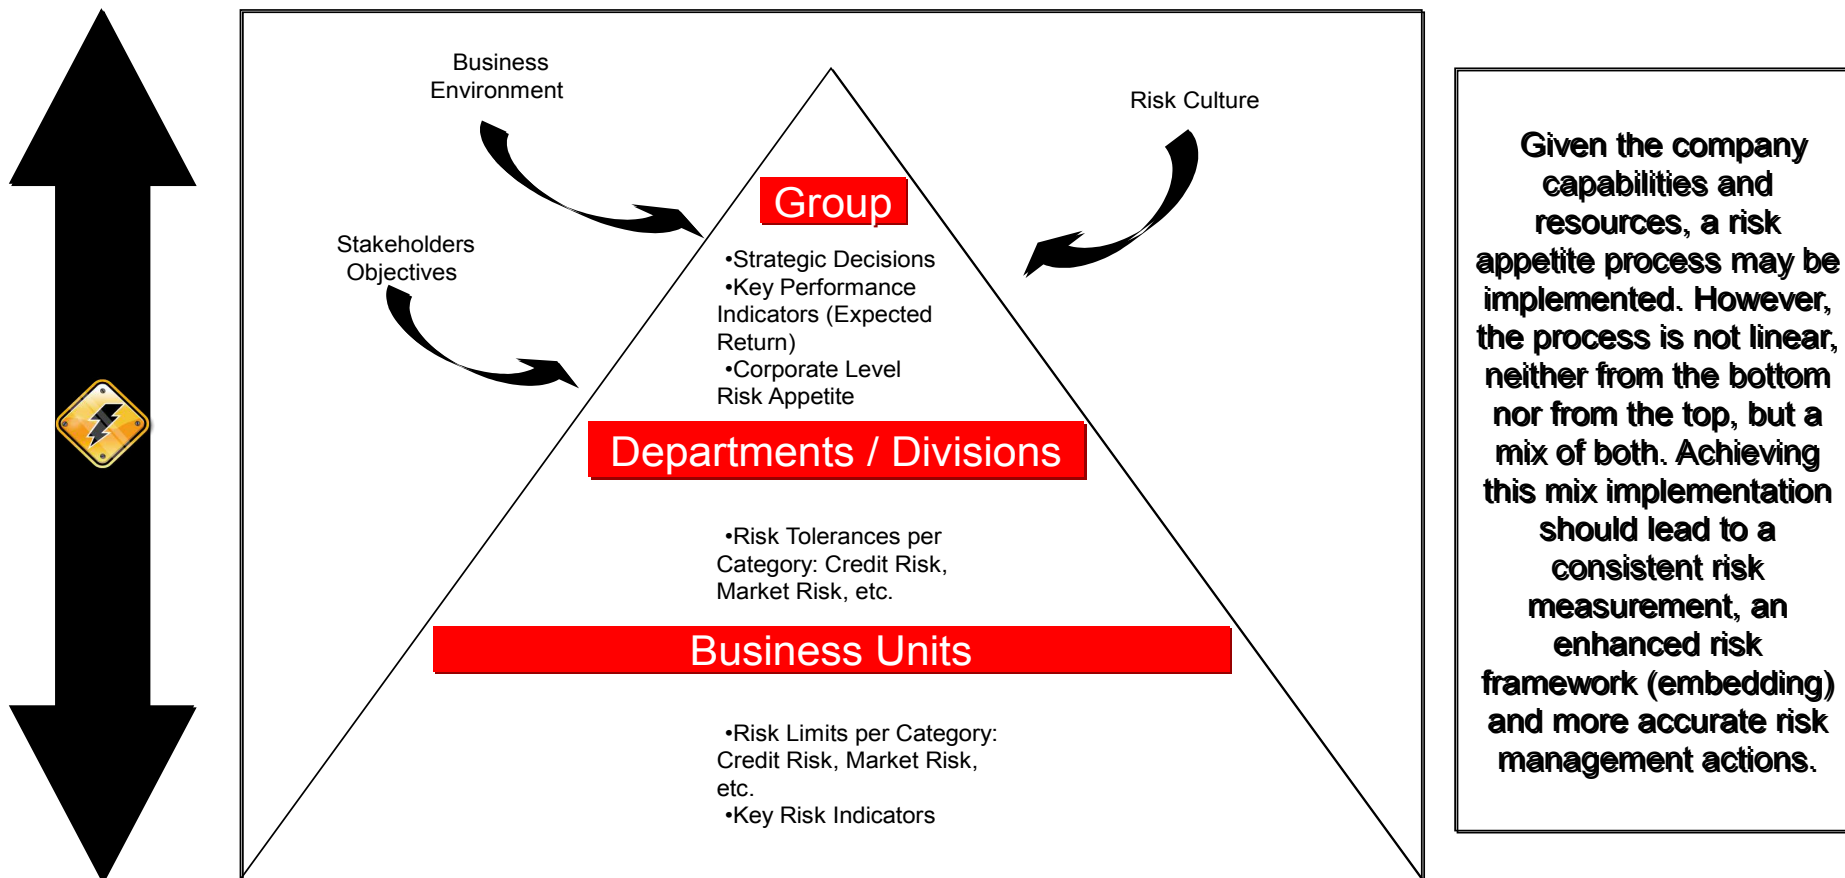 Business
Environment
Risk Culture
Group
Stakeholders
Objectives
•Strategic Decisions
•Key Performance
Indicators (Expected
Return)
•Corporate Level
Risk Appetite
Departments / Divisions
•Risk Tolerances per
Category: Credit Risk,
Market Risk, etc.
Business Units
•Risk Limits per Category:
Credit Risk, Market Risk,
etc.
•Key Risk Indicators
Given the company
capabilities and
resources, a risk
appetite process may be
implemented. However,
the process is not linear,
neither from the bottom
nor from the top, but a
mix of both. Achieving
this mix implementation
should lead to a
consistent risk
measurement, an
enhanced risk
framework (embedding)
and more accurate risk
management actions.